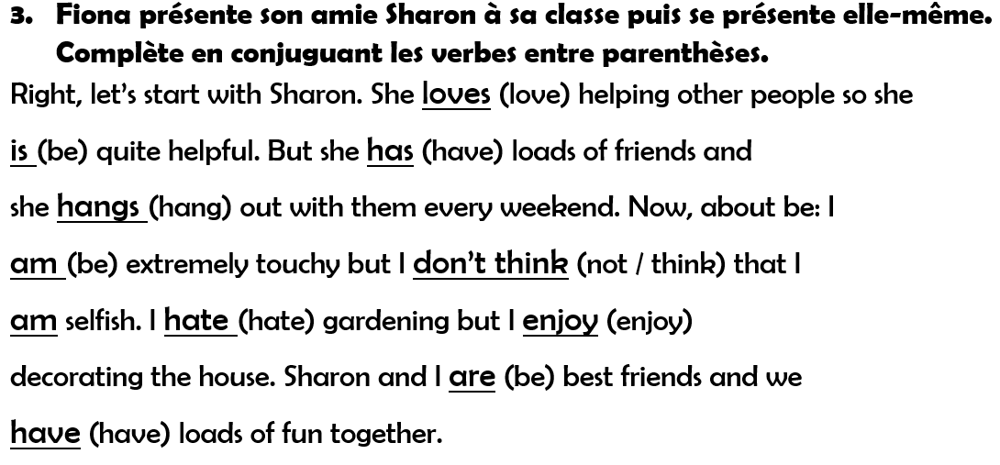 3. Fiona présente son amie Sharon à sa classe puis se présente elle-même.
Complète en conjuguant les verbes entre parenthèses.
Right, let's start with Sharon. She loves (love) helping other people so she
is (be) quite helpful. But she has (have) loads of friends and
she hangs (hang) out with them every weekend. Now, about be: I
am (be) extremely touchy but I don't think (not / think) that I
am selfish. I hate (hate) gardening but I enjoy (enjoy)
decorating the house. Sharon and I are (be) best friends and we
have (have) loads of fun together.